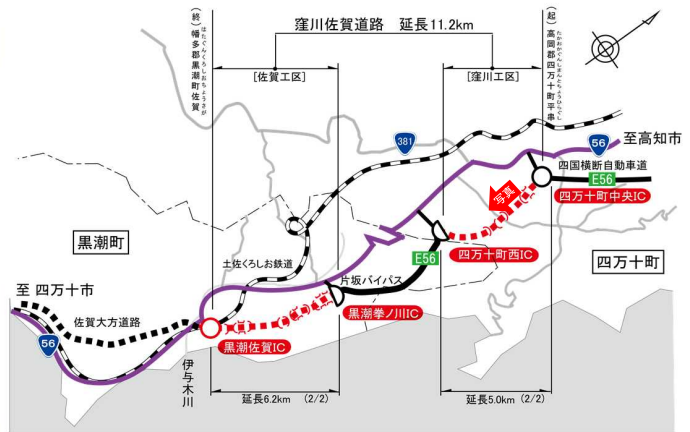 窪川佐賀道路 延長11.2km
(終)幡多郡黒潮町佐賀
はたぐんくろしおちょうさが
(起)高岡郡四万十町平串
たかおかぐんしまんとちょうひらぐし
[佐賀工区]
[窪川工区]
381
56
至高知市
四国横断自動車道
E56
四万十町中央IC
写真
黒潮町
土佐くろしお鉄道
E56
四万十町西IC
四万十町
片坂バイパス
至 四万十市
佐賀大方道路
黒潮拳ノ川IC
56
黒潮佐賀IC
伊与木川
延長6.2km (2/2)
延長5.0km (2/2)